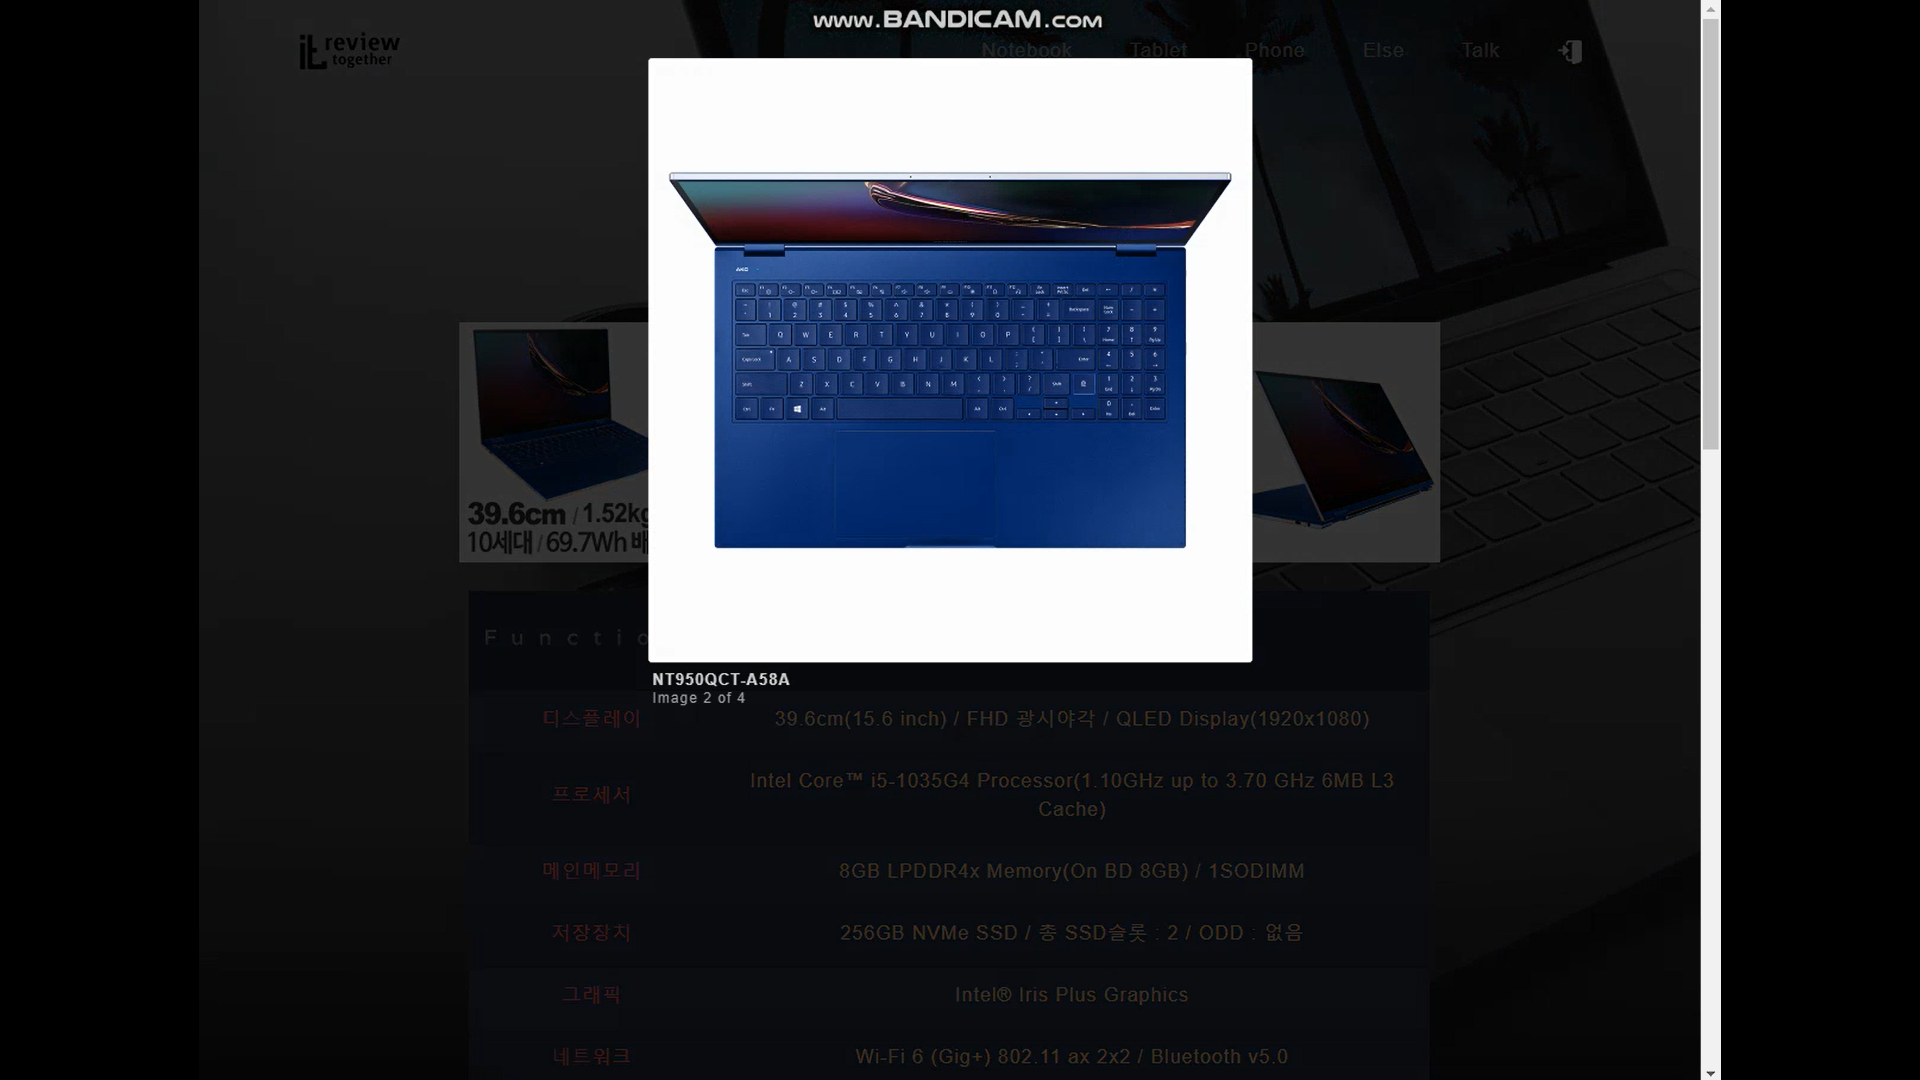 www.BANDICAM.com
it review together
Notebook Tablet Phone Else Talk
AKG
39.6cm / 1.52kg
10세대 / 69.7Wh 배
NT950QCT-A58A
Image 2 of 4
Functio
디스플레이 39.6cm(15.6 inch) / FHD 광시야각 / QLED Display(1920x1080)
프로세서 Intel Core™ i5-1035G4 Processor(1.10GHz up to 3.70 GHz 6MB L3
Cache)
메인메모리 8GB LPDDR4x Memory(On BD 8GB) / 1SODIMM
저장장치 256GB NVMe SSD / 총 SSD슬롯 : 2 / ODD : 없음
그래픽 Intel® Iris Plus Graphics
네트워크 Wi-Fi 6 (Gig+) 802.11 ax 2x2 / Bluetooth v5.0